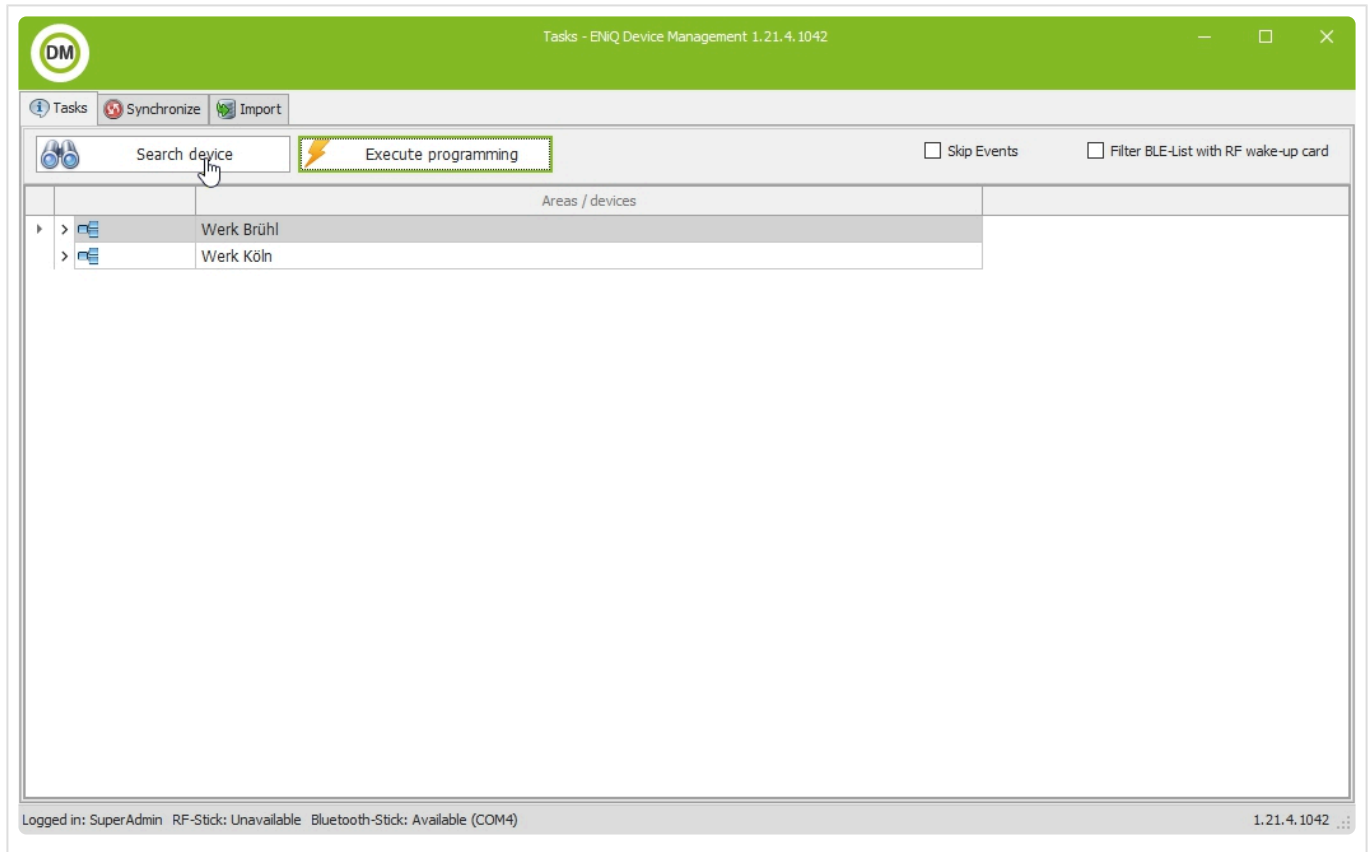 DM
Tasks - ENiQ Device Management 1.21.4.1042
Tasks Synchronize Import
Search device Execute programming Skip Events Filter BLE-List with RF wake-up card
Areas / devices
Werk Brühl
Werk Köln
Logged in: SuperAdmin RF-Stick: Unavailable Bluetooth-Stick: Available (COM4) 1.21.4.1042